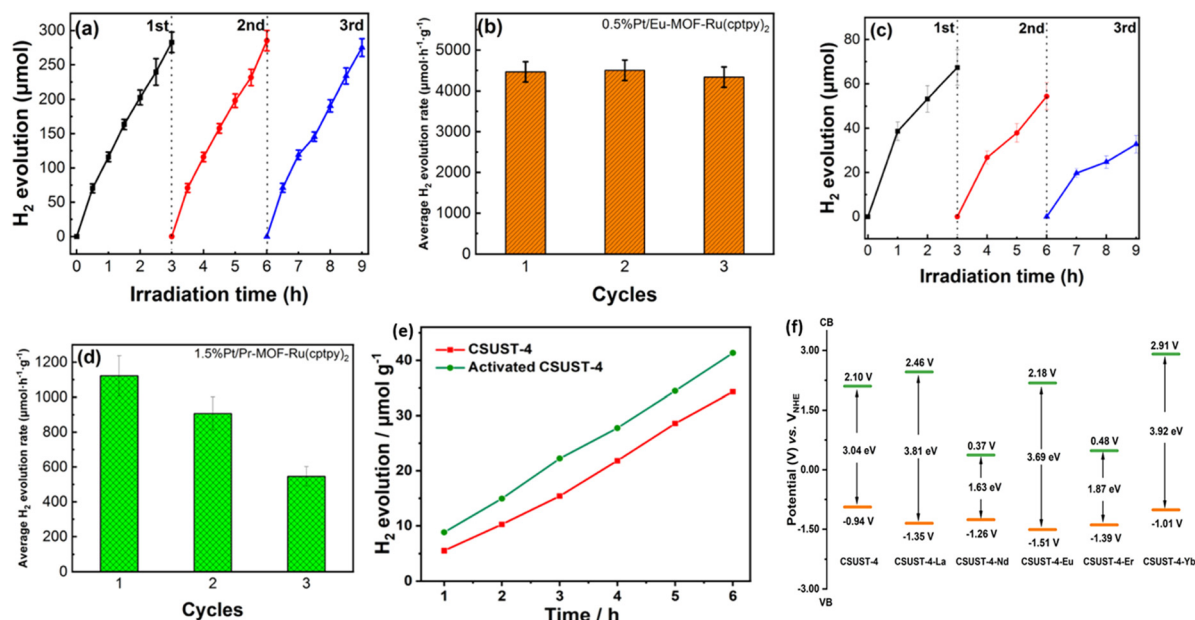 (a)
1st
2nd
3rd
H2 evolution (μmol)
300
250
200
150
100
50
0
0 1 2 3 4 5 6 7 8 9
Irradiation time (h)
(b)
0.5%Pt/Eu-MOF-Ru(cptpy)2
Average H2 evolution rate (μmol·h-1·g-1)
5000
4000
3000
2000
1000
0
1 2 3
Cycles
(c)
1st
2nd
3rd
H2 evolution (μmol)
80
60
40
20
0
0 1 2 3 4 5 6 7 8 9
Irradiation time (h)
(d)
1.5%Pt/Pr-MOF-Ru(cptpy)2
Average H2 evolution rate (μmol·h-1·g-1)
1200
1000
800
600
400
200
0
1 2 3
Cycles
(e)
CSUST-4
Activated CSUST-4
H2 evolution / μmol g-1
40
30
20
10
0
1 2 3 4 5 6
Time / h
(f)
CB
Potential (V) vs. VNHE
3.00
1.50
0.00
-1.50
-3.00
VB
2.10 V
3.04 eV
-0.94 V
CSUST-4
2.46 V
3.81 eV
-1.35 V
CSUST-4-La
0.37 V
1.63 eV
-1.26 V
CSUST-4-Nd
2.18 V
3.69 eV
-1.51 V
CSUST-4-Eu
0.48 V
1.87 eV
-1.39 V
CSUST-4-Er
2.91 V
3.92 eV
-1.01 V
CSUST-4-Yb